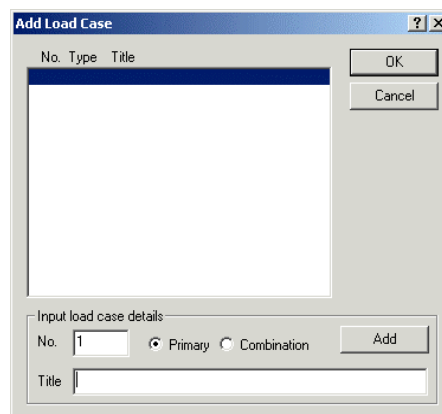 Add Load Case
No. Type Title
OK
Cancel
Input load case details
No. 1 Primary Combination Add
Title